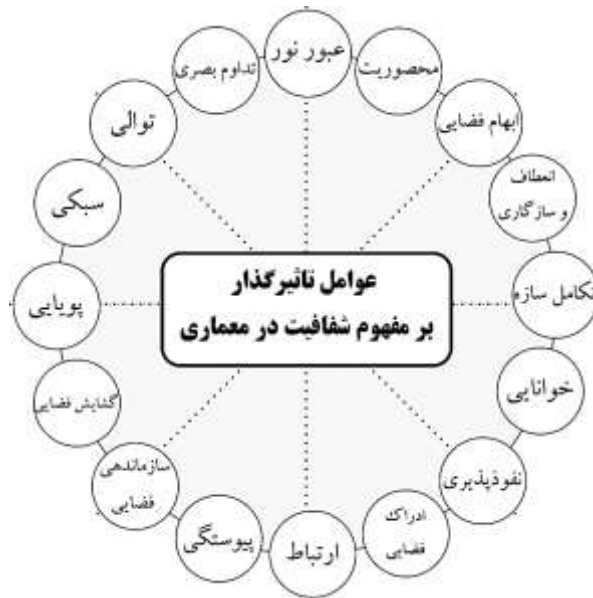 عبور نور
محصوریت
ابهام فضایی
انعطاف
و سازگاری
تکامل سازه
خوانایی
نفوذپذیری
ادراک
فضایی
ارتباط
پیوستگی
سازماندهی
فضایی
گشایش فضایی
پویایی
سبکی
توالی
تداوم بصری
عوامل تاثیرگذار
بر مفهوم شفافیت در معماری